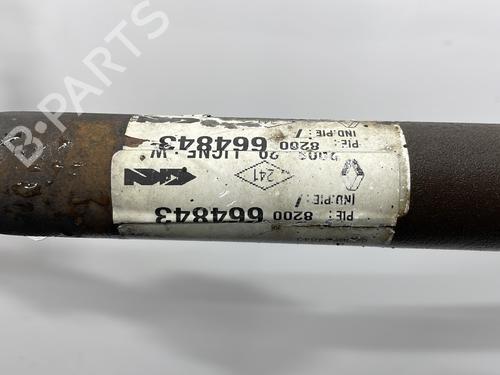 PIE: 8200 664843
IND.PIE: /
241
PIE: 8200 664843
IND.PIE: /
LIGNE: W
B-PARTS